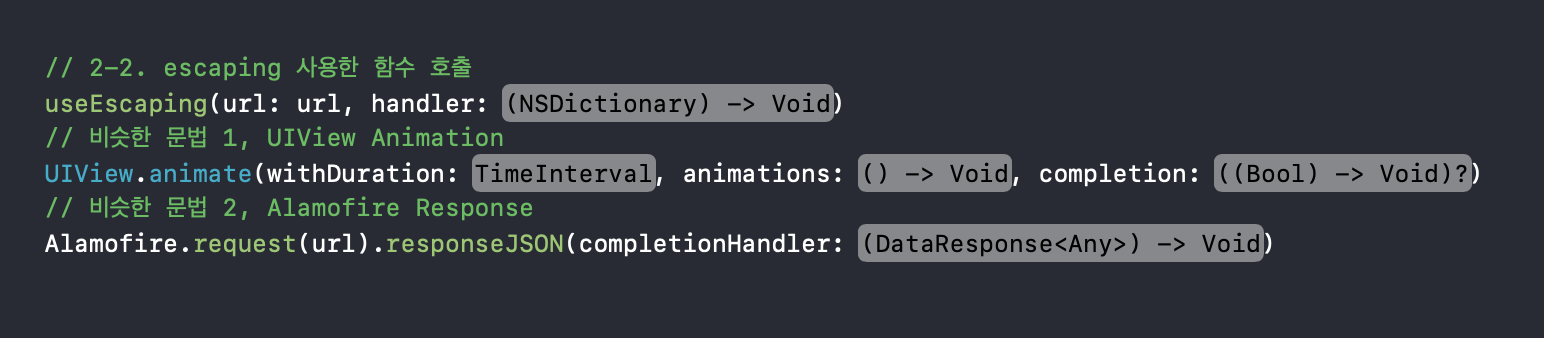 // 2-2. escaping 사용한 함수 호출
useEscaping(url: url, handler: (NSDictionary) -> Void)
// 비슷한 문법 1, UIView Animation
UIView.animate(withDuration: TimeInterval, animations: () -> Void, completion: ((Bool) -> Void)?)
// 비슷한 문법 2, Alamofire Response
Alamofire.request(url).responseJSON(completionHandler: (DataResponse<Any>) -> Void)